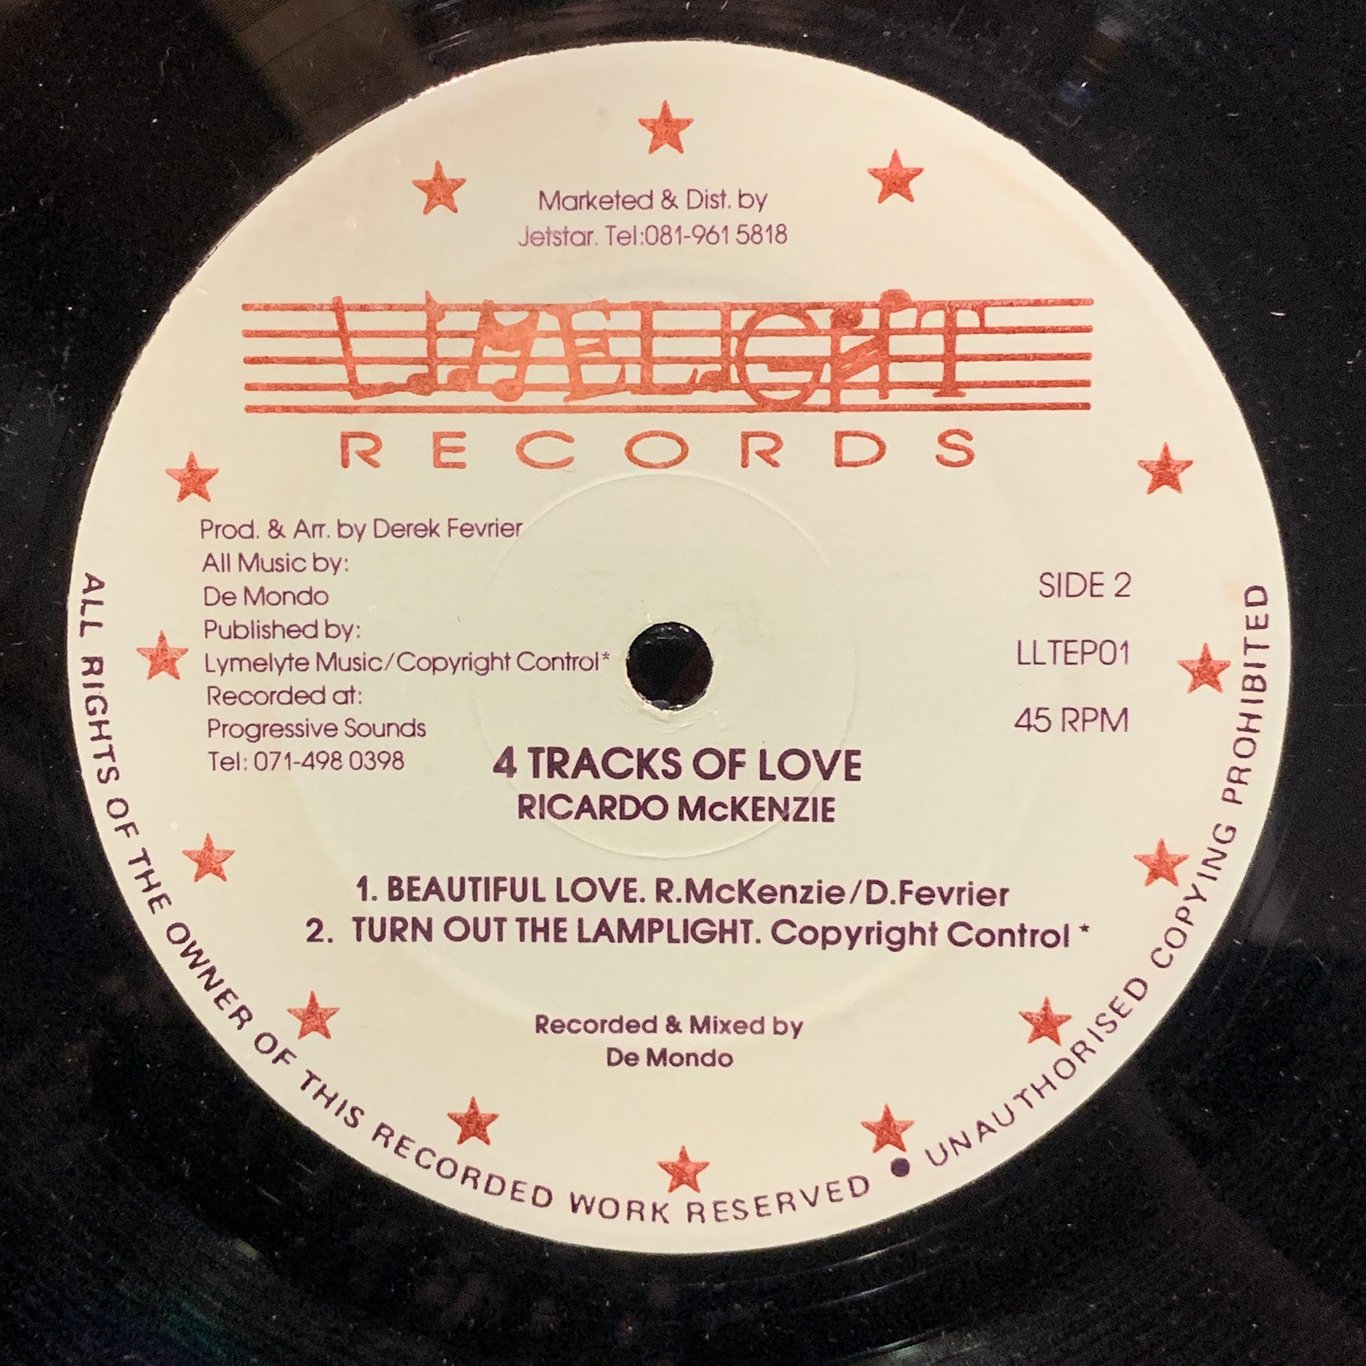 Marketed & Dist. by
Jetstar. Tel:081-961 5818
LIMELIGHT
RECORDS
Prod. & Arr. by Derek Fevrier
All Music by:
De Mondo
Published by:
Lymelyte Music/Copyright Control*
Recorded at:
Progressive Sounds
Tel: 071-498 0398
SIDE 2
LLTEP01
45 RPM
4 TRACKS OF LOVE
RICARDO McKENZIE
1. BEAUTIFUL LOVE. R.McKenzie/D.Fevrier
2. TURN OUT THE LAMPLIGHT. Copyright Control *
Recorded & Mixed by
De Mondo
ALL RIGHTS OF THE OWNER OF THIS RECORDED WORK RESERVED ● UNAUTHORISED COPYING PROHIBITED